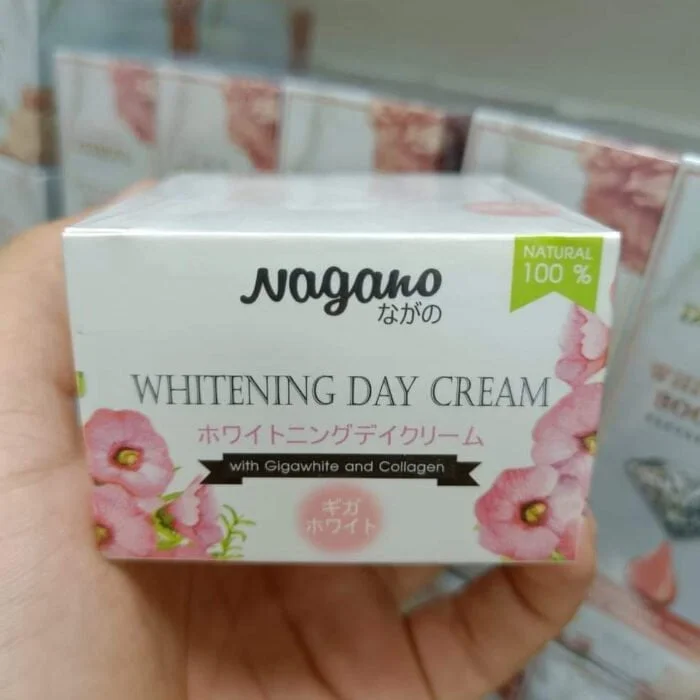 Nagano
ながの
NATURAL
100 %
WHITENING DAY CREAM
ホワイトニングデイクリーム
with Gigawhite and Collagen
ギガ
ホワイト